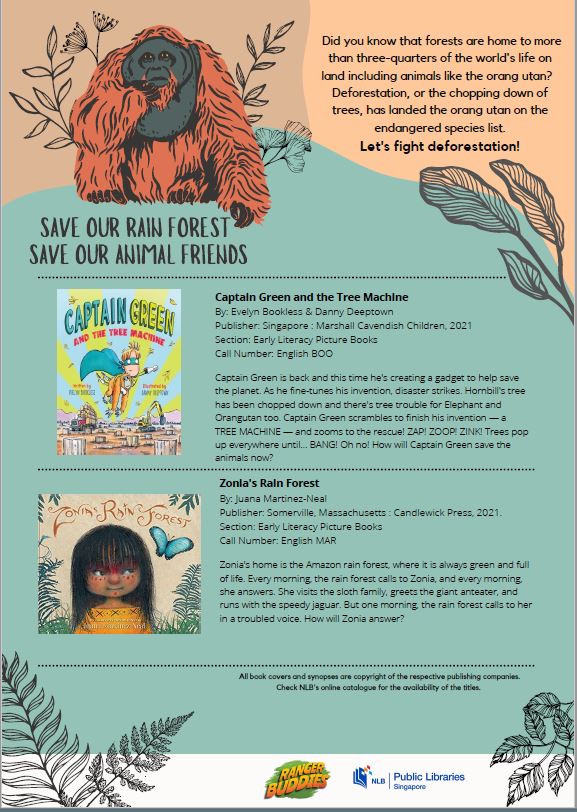 Did you know that forests are home to more
than three-quarters of the world's life on
land including animals like the orang utan?
Deforestation, or the chopping down of
trees, has landed the orang utan on the
endangered species list.
Let's fight deforestation!
SAVE OUR RAIN FOREST
SAVE OUR ANIMAL FRIENDS
CAPTAIN GREEN
AND THE TREE MACHINE
Written by
EVELYN BOOKLESS
Illustrated by
DANNY DEEPTOWN
Captain Green and the Tree Machine
By: Evelyn Bookless & Danny Deeptown
Publisher: Singapore : Marshall Cavendish Children, 2021
Section: Early Literacy Picture Books
Call Number: English BOO
Captain Green is back and this time he's creating a gadget to help save
the planet. As he fine-tunes his invention, disaster strikes. Hornbill's tree
has been chopped down and there's tree trouble for Elephant and
Orangutan too. Captain Green scrambles to finish his invention — a
TREE MACHINE — and zooms to the rescue! ZAP! ZOOP! ZINK! Trees pop
up everywhere until... BANG! Oh no! How will Captain Green save the
animals now?
ZONIA'S RAIN FOREST
Zonia's Rain Forest
By: Juana Martinez-Neal
Publisher: Somerville, Massachusetts : Candlewick Press, 2021.
Section: Early Literacy Picture Books
Call Number: English MAR
Zonia's home is the Amazon rain forest, where it is always green and full
of life. Every morning, the rain forest calls to Zonia, and every morning,
she answers. She visits the sloth family, greets the giant anteater, and
runs with the speedy jaguar. But one morning, the rain forest calls to her
in a troubled voice. How will Zonia answer?
All book covers and synopses are copyright of the respective publishing companies.
Check NLB's online catalogue for the availability of the titles.
RANGER
BUDDIES
NLB
Public Libraries
Singapore